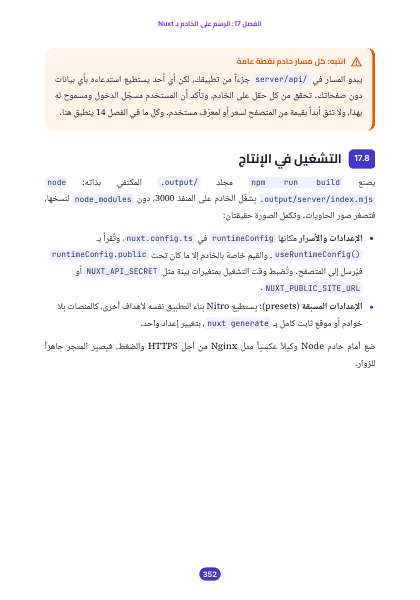 الفصل 17: الرسم على الخادم بـ Nuxt
انتبه: كل مسار خادم نقطة عامة
يبدو المسار في server/api/ جزءاً من تطبيقك، لكن أي أحد يستطيع استدعاءه بأي بيانات
دون صفحاتك. تحقق من كل حقل على الخادم، وتأكد أن المستخدم مسجّل الدخول ومسموح له
بهذا، ولا تثق أبداً بقيمة من المتصفح لسعر أو لمعرّف مستخدم. وكل ما في الفصل 14 ينطبق هنا.
17.8 التشغيل في الإنتاج
يصنع npm run build مجلد .output/ المكتفي بذاته: node
.output/server/index.mjs يشغّل الخادم على المنفذ 3000، دون node_modules لنسخها،
فتصغر صور الحاويات. وتكمل الصورة حقيقتان:
• الإعدادات والأسرار مكانها runtimeConfig في nuxt.config.ts، وتُقرأ بـ
useRuntimeConfig(). والقيم خاصة بالخادم إلا ما كان تحت runtimeConfig.public
فيُرسل إلى المتصفح. وتُضبط وقت التشغيل بمتغيرات بيئة مثل NUXT_API_SECRET أو
NUXT_PUBLIC_SITE_URL.
• الإعدادات المسبقة (presets): يستطيع Nitro بناء التطبيق نفسه لأهداف أخرى، كالمنصات بلا
خوادم أو موقع ثابت كامل بـ nuxt generate، بتغيير إعداد واحد.
ضع أمام خادم Node وكيلاً عكسياً مثل Nginx من أجل HTTPS والضغط، فيصير المتجر جاهزاً
للزوار.
352